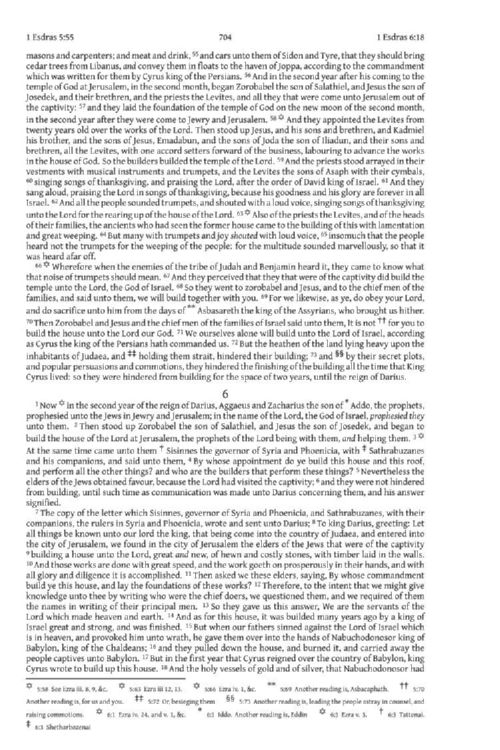 1 Esdras 5:55 704 1 Esdras 6:18
masons and carpenters; and meat and drink, ⁵⁵ and cars unto them of Sidon and Tyre, that they should bring
cedar trees from Libanus, and convey them in floats to the haven of Joppa, according to the commandment
which was written for them by Cyrus king of the Persians. ⁵⁶ And in the second year after his coming to the
temple of God at Jerusalem, in the second month, began Zorobabel the son of Salathiel, and Jesus the son of
Josedek, and their brethren, and the priests the Levites, and all they that were come unto Jerusalem out of
the captivity: ⁵⁷ and they laid the foundation of the temple of God on the new moon of the second month,
in the second year after they were come to Jewry and Jerusalem. ⁵⁸ ✡ And they appointed the Levites from
twenty years old over the works of the Lord. Then stood up Jesus, and his sons and brethren, and Kadmiel
his brother, and the sons of Jesus, Emadabun, and the sons of Joda the son of Iliadun, and their sons and
brethren, all the Levites, with one accord setters forward of the business, labouring to advance the works
in the house of God. So the builders builded the temple of the Lord. ⁵⁹ And the priests stood arrayed in their
vestments with musical instruments and trumpets, and the Levites the sons of Asaph with their cymbals,
⁶⁰ singing songs of thanksgiving, and praising the Lord, after the order of David king of Israel. ⁶¹ And they
sang aloud, praising the Lord in songs of thanksgiving, because his goodness and his glory are forever in all
Israel. ⁶² And all the people sounded trumpets, and shouted with a loud voice, singing songs of thanksgiving
unto the Lord for the rearing up of the house of the Lord. ⁶³ ✡ Also of the priests the Levites, and of the heads
of their families, the ancients who had seen the former house came to the building of this with lamentation
and great weeping. ⁶⁴ But many with trumpets and joy shouted with loud voice, ⁶⁵ insomuch that the people
heard not the trumpets for the weeping of the people: for the multitude sounded marvellously, so that it
was heard afar off.
⁶⁶ ✡ Wherefore when the enemies of the tribe of Judah and Benjamin heard it, they came to know what
that noise of trumpets should mean. ⁶⁷ And they perceived that they that were of the captivity did build the
temple unto the Lord, the God of Israel. ⁶⁸ So they went to zorobabel and Jesus, and to the chief men of the
families, and said unto them, we will build together with you. ⁶⁹ For we likewise, as ye, do obey your Lord,
and do sacrifice unto him from the days of ** Asbasareth the king of the Assyrians, who brought us hither.
⁷⁰ Then Zorobabel and Jesus and the chief men of the families of Israel said unto them, It is not †† for you to
build the house unto the Lord our God. ⁷¹ We ourselves alone will build unto the Lord of Israel, according
as Cyrus the king of the Persians hath commanded us. ⁷² But the heathen of the land lying heavy upon the
inhabitants of Judaea, and ‡‡ holding them strait, hindered their building; ⁷³ and §§ by their secret plots,
and popular persuasions and commotions, they hindered the finishing of the building all the time that King
Cyrus lived: so they were hindered from building for the space of two years, until the reign of Darius.
6
¹ Now ✡ in the second year of the reign of Darius, Aggaeus and Zacharius the son of * Addo, the prophets,
prophesied unto the Jews in Jewry and Jerusalem; in the name of the Lord, the God of Israel, prophesied they
unto them. ² Then stood up Zorobabel the son of Salathiel, and Jesus the son of Josedek, and began to
build the house of the Lord at Jerusalem, the prophets of the Lord being with them, and helping them. ³ ✡
At the same time came unto them † Sisinnes the governor of Syria and Phoenicia, with ‡ Sathrabuzanes
and his companions, and said unto them, ⁴ By whose appointment do ye build this house and this roof,
and perform all the other things? and who are the builders that perform these things? ⁵ Nevertheless the
elders of the Jews obtained favour, because the Lord had visited the captivity; ⁶ and they were not hindered
from building, until such time as communication was made unto Darius concerning them, and his answer
signified.
⁷ The copy of the letter which Sisinnes, governor of Syria and Phoenicia, and Sathrabuzanes, with their
companions, the rulers in Syria and Phoenicia, wrote and sent unto Darius; ⁸ To king Darius, greeting: Let
all things be known unto our lord the king, that being come into the country of Judaea, and entered into
the city of Jerusalem, we found in the city of Jerusalem the elders of the Jews that were of the captivity
⁹ building a house unto the Lord, great and new, of hewn and costly stones, with timber laid in the walls.
¹⁰ And those works are done with great speed, and the work goeth on prosperously in their hands, and with
all glory and diligence it is accomplished. ¹¹ Then asked we these elders, saying, By whose commandment
build ye this house, and lay the foundations of these works? ¹² Therefore, to the intent that we might give
knowledge unto thee by writing who were the chief doers, we questioned them, and we required of them
the names in writing of their principal men. ¹³ So they gave us this answer, We are the servants of the
Lord which made heaven and earth. ¹⁴ And as for this house, it was builded many years ago by a king of
Israel great and strong, and was finished. ¹⁵ But when our fathers sinned against the Lord of Israel which
is in heaven, and provoked him unto wrath, he gave them over into the hands of Nabuchodonosor king of
Babylon, king of the Chaldeans; ¹⁶ and they pulled down the house, and burned it, and carried away the
people captives unto Babylon. ¹⁷ But in the first year that Cyrus reigned over the country of Babylon, king
Cyrus wrote to build up this house. ¹⁸ And the holy vessels of gold and of silver, that Nabuchodonosor had
✡ 5:58 See Ezra iii. 8, 9, &c. ✡ 5:63 Ezra iii 12, 13. ✡ 5:66 Ezra iv. 1, &c. ** 5:69 Another reading is, Asbacaphath. †† 5:70
Another reading is, for us and you. ‡‡ 5:72 Or, besieging them §§ 5:73 Another reading is, leading the people astray in counsel, and
raising commotions. ✡ 6:1 Ezra iv. 24, and v. 1, &c. * 6:1 Iddo. Another reading is, Eddin ✡ 6:3 Ezra v. 3. † 6:3 Tattenai.
‡ 6:3 Shetharbozenai